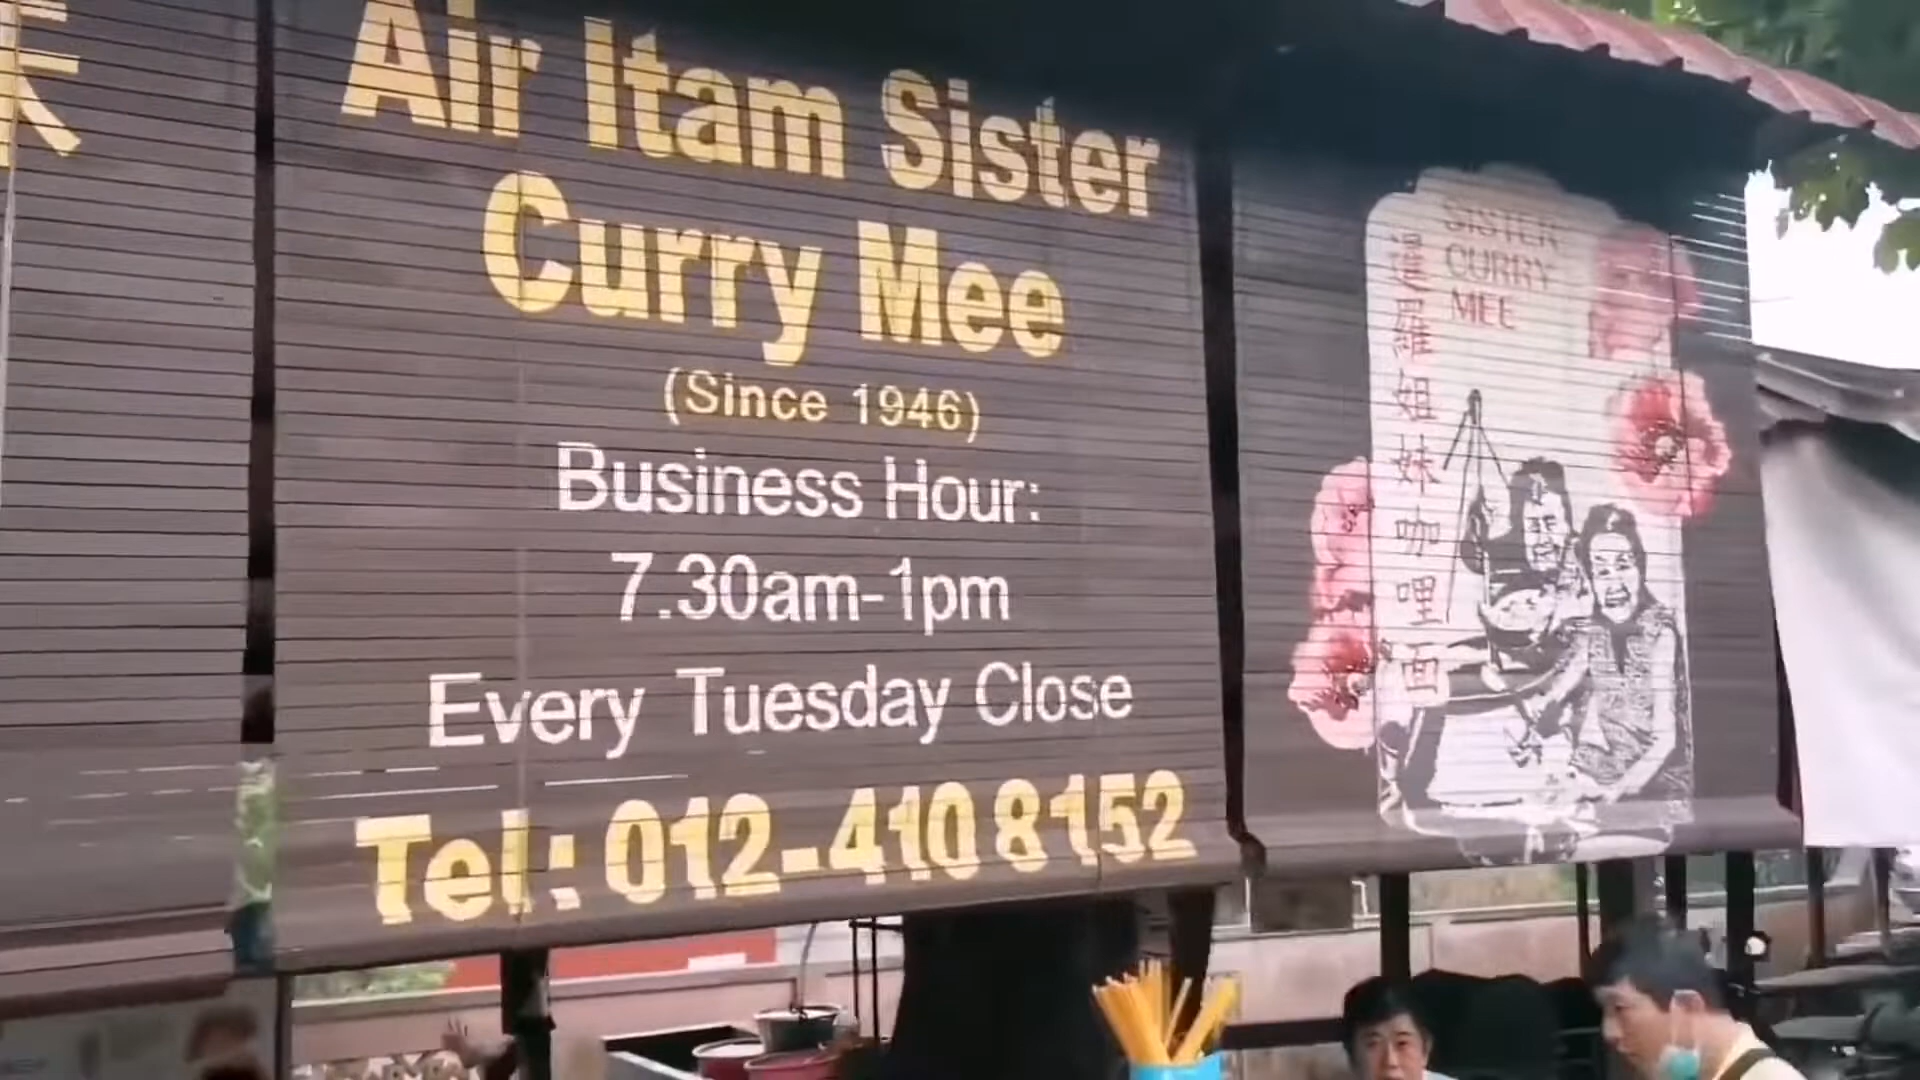 Air Itam Sister
Curry Mee
(Since 1946)
Business Hour:
7.30am-1pm
Every Tuesday Close
Tel: 012-410 8152
SISTER
CURRY
MEE
暹羅姐妹咖哩面